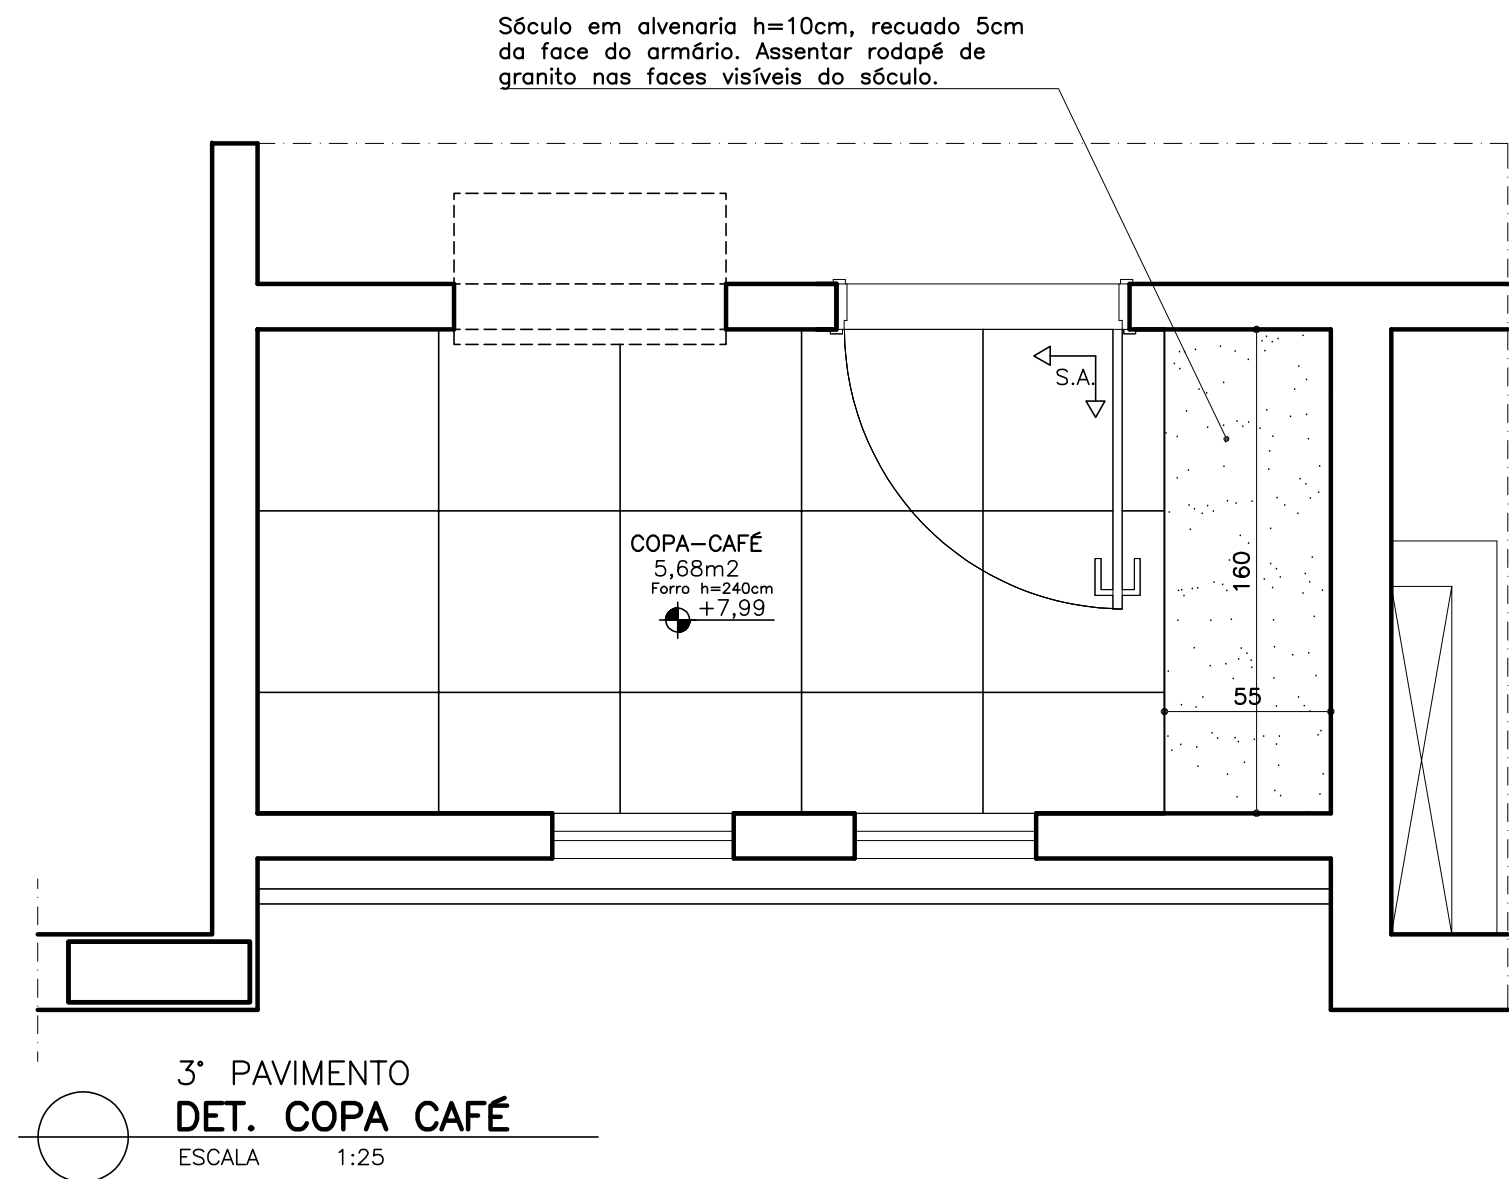 Sóculo em alvenaria h=10cm, recuado 5cm
da face do armário. Assentar rodapé de
granito nas faces visíveis do sóculo.
S.A.
COPA-CAFÉ
5,68m2
Forro h=240cm
+7,99
160
55
3° PAVIMENTO
DET. COPA CAFÉ
ESCALA 1:25